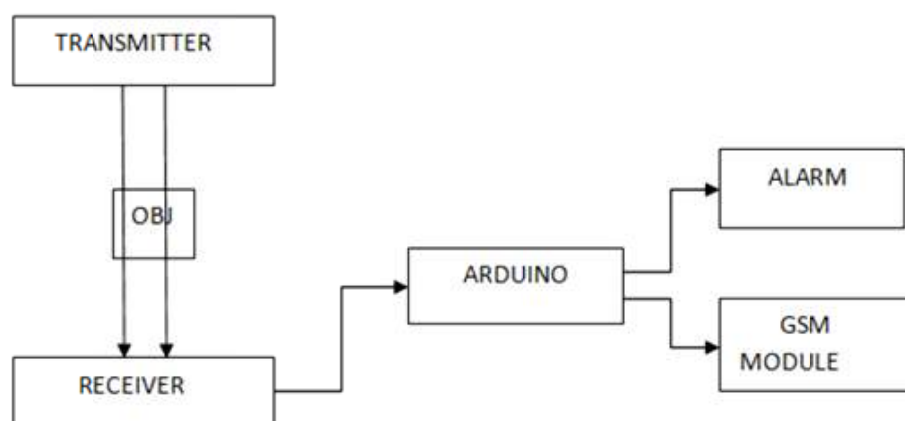 TRANSMITTER
OBJ
RECEIVER
ARDUINO
ALARM
GSM
MODULE